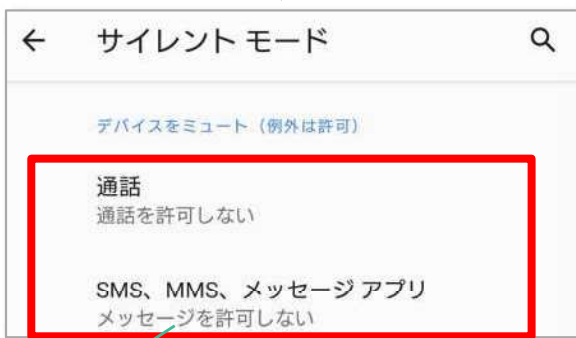 サイレント モード
デバイスをミュート（例外は許可）
通話
通話を許可しない
SMS、MMS、メッセージ アプリ
メッセージを許可しない